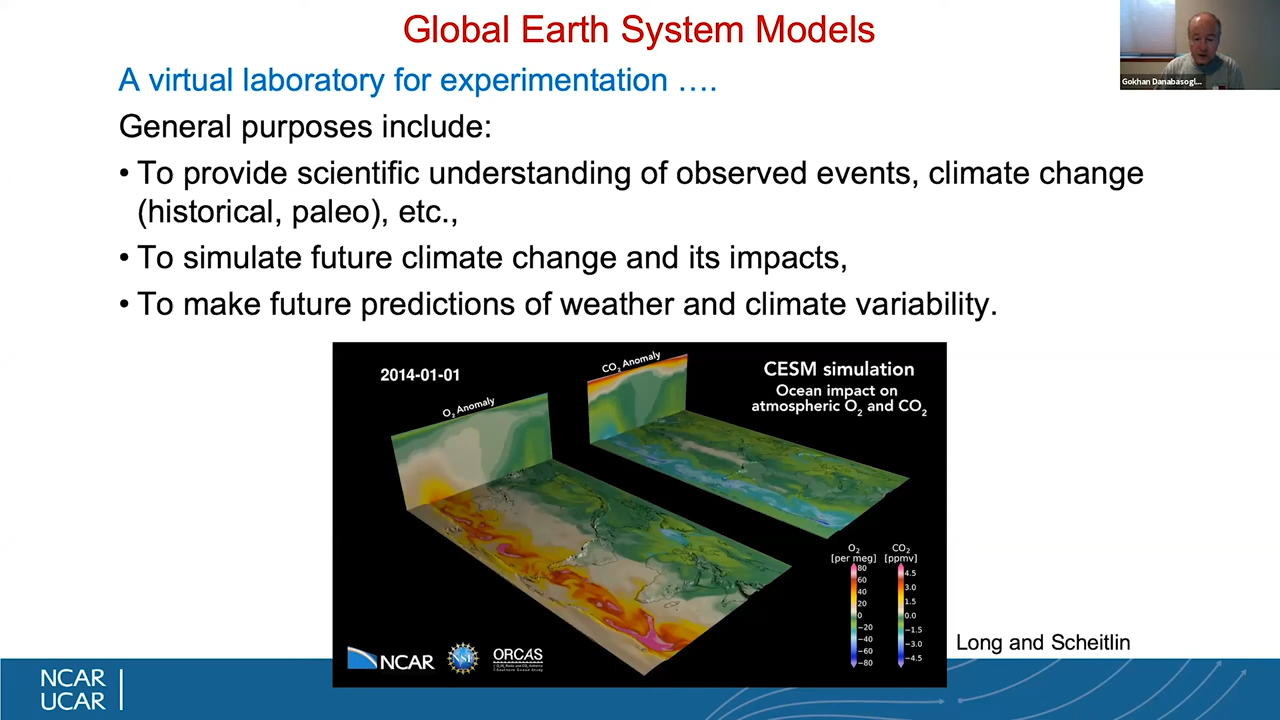 Global Earth System Models
A virtual laboratory for experimentation ….
General purposes include:
• To provide scientific understanding of observed events, climate change
(historical, paleo), etc.,
• To simulate future climate change and its impacts,
• To make future predictions of weather and climate variability.
Gokhan Danabasogl...
2014-01-01
O2 Anomaly
CO2 Anomaly
CESM simulation
Ocean impact on
atmospheric O2 and CO2
O2
[per meg]
80
60
40
20
0
−20
−40
−60
−80
CO2
[ppmv]
4.5
3.0
1.5
0.0
−1.5
−3.0
−4.5
NCAR
NSF
ORCAS
Long and Scheitlin
NCAR
UCAR